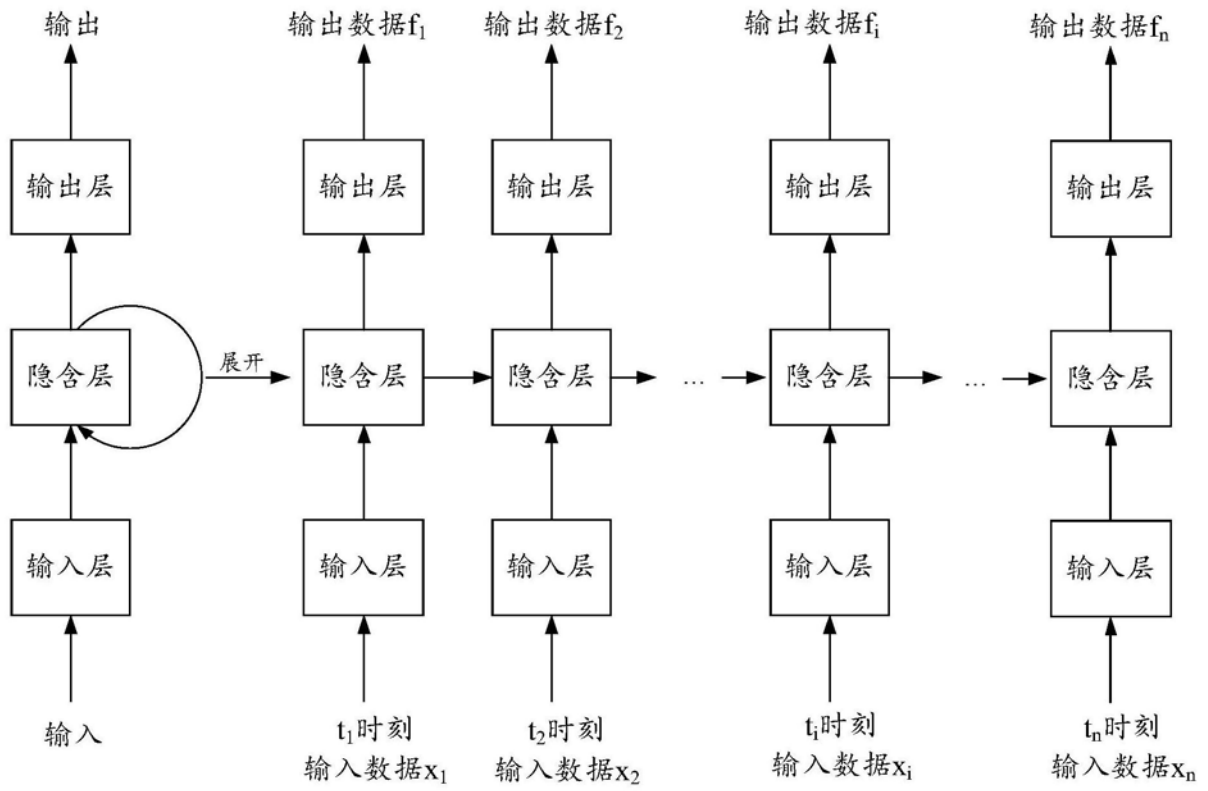 输出 输出数据f₁ 输出数据f₂ 输出数据fᵢ 输出数据fₙ
输出层 输出层 输出层 输出层 输出层
展开
隐含层 隐含层 隐含层 … 隐含层 … 隐含层
输入层 输入层 输入层 输入层 输入层
输入 t₁时刻 t₂时刻 tᵢ时刻 tₙ时刻
输入数据x₁ 输入数据x₂ 输入数据xᵢ 输入数据xₙ